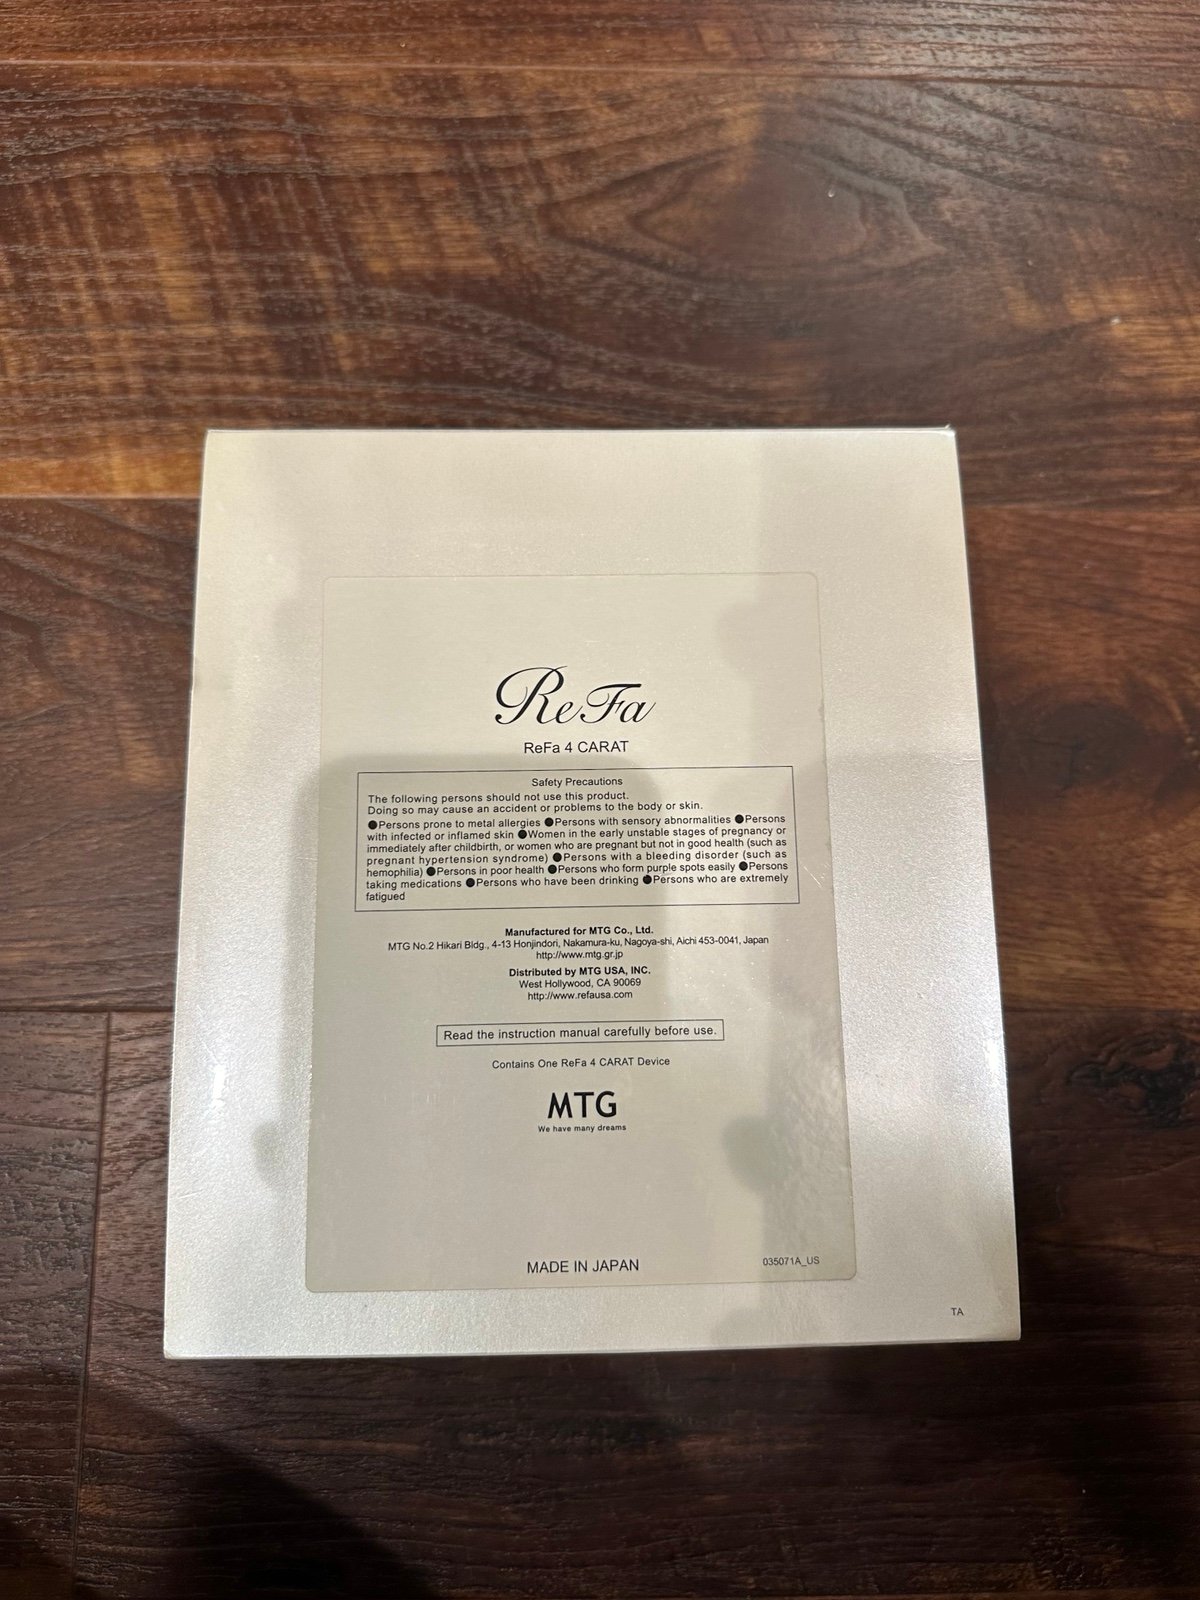 ReFa
ReFa 4 CARAT
Safety Precautions
The following persons should not use this product.
Doing so may cause an accident or problems to the body or skin.
●Persons prone to metal allergies ●Persons with sensory abnormalities ●Persons
with infected or inflamed skin ●Women in the early unstable stages of pregnancy or
immediately after childbirth, or women who are pregnant but not in good health (such as
pregnant hypertension syndrome) ●Persons with a bleeding disorder (such as
hemophilia) ●Persons in poor health ●Persons who form purple spots easily ●Persons
taking medications ●Persons who have been drinking ●Persons who are extremely
fatigued
Manufactured for MTG Co., Ltd.
MTG No.2 Hikari Bldg., 4-13 Honjindori, Nakamura-ku, Nagoya-shi, Aichi 453-0041, Japan
http://www.mtg.gr.jp
Distributed by MTG USA, INC.
West Hollywood, CA 90069
http://www.refausa.com
Read the instruction manual carefully before use.
Contains One ReFa 4 CARAT Device
MTG
We have many dreams
MADE IN JAPAN
035071A_US
TA